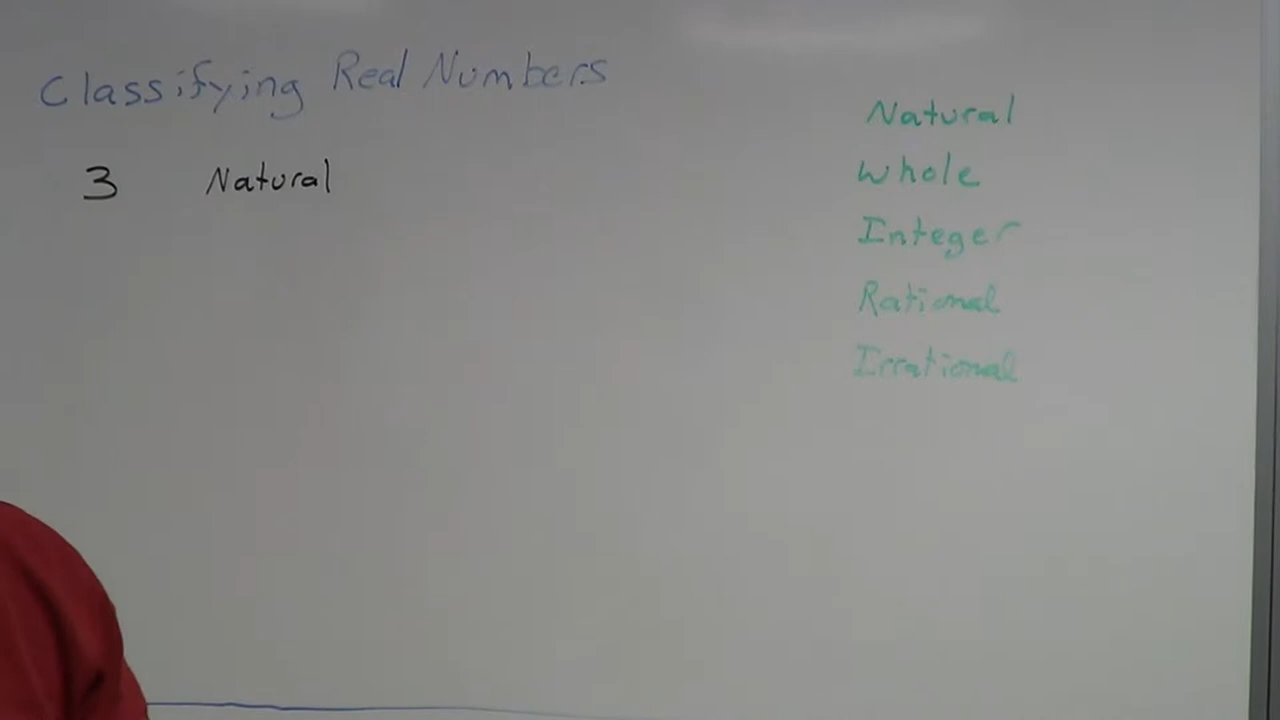 Classifying Real Numbers
3 Natural
Natural
Whole
Integer
Rational
Irrational